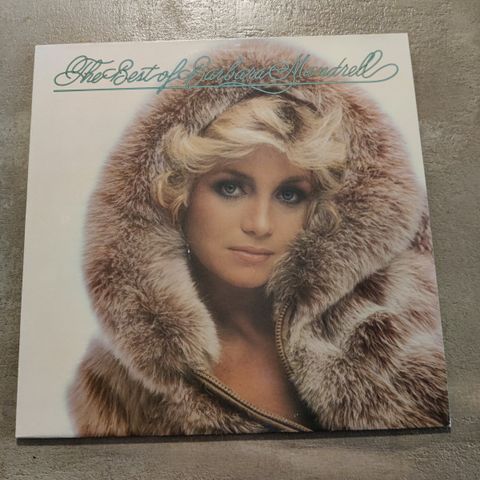 The Best of Barbara Mandrell